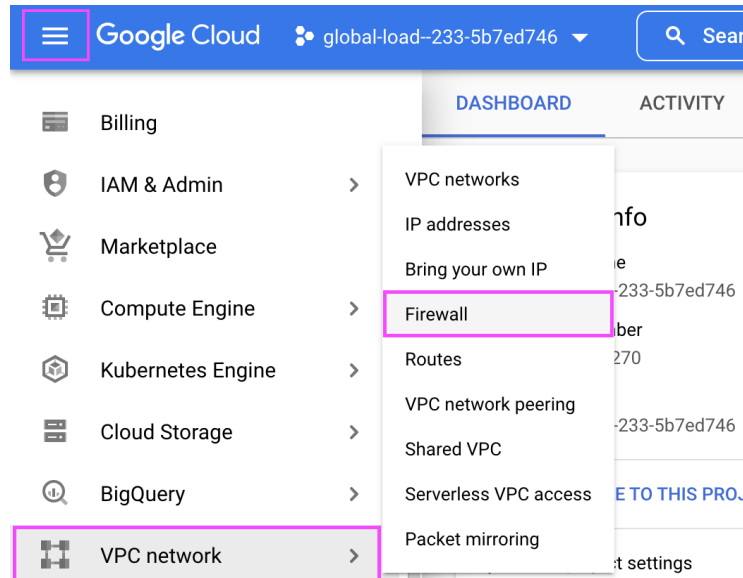 Google Cloud
global-load--233-5b7ed746
Sear
Billing
IAM & Admin
Marketplace
Compute Engine
Kubernetes Engine
Cloud Storage
BigQuery
VPC network
DASHBOARD
ACTIVITY
VPC networks
IP addresses
Bring your own IP
Firewall
Routes
VPC network peering
Shared VPC
Serverless VPC access
Packet mirroring
nfo
e
-233-5b7ed746
ber
270
-233-5b7ed746
E TO THIS PROJ
ct settings